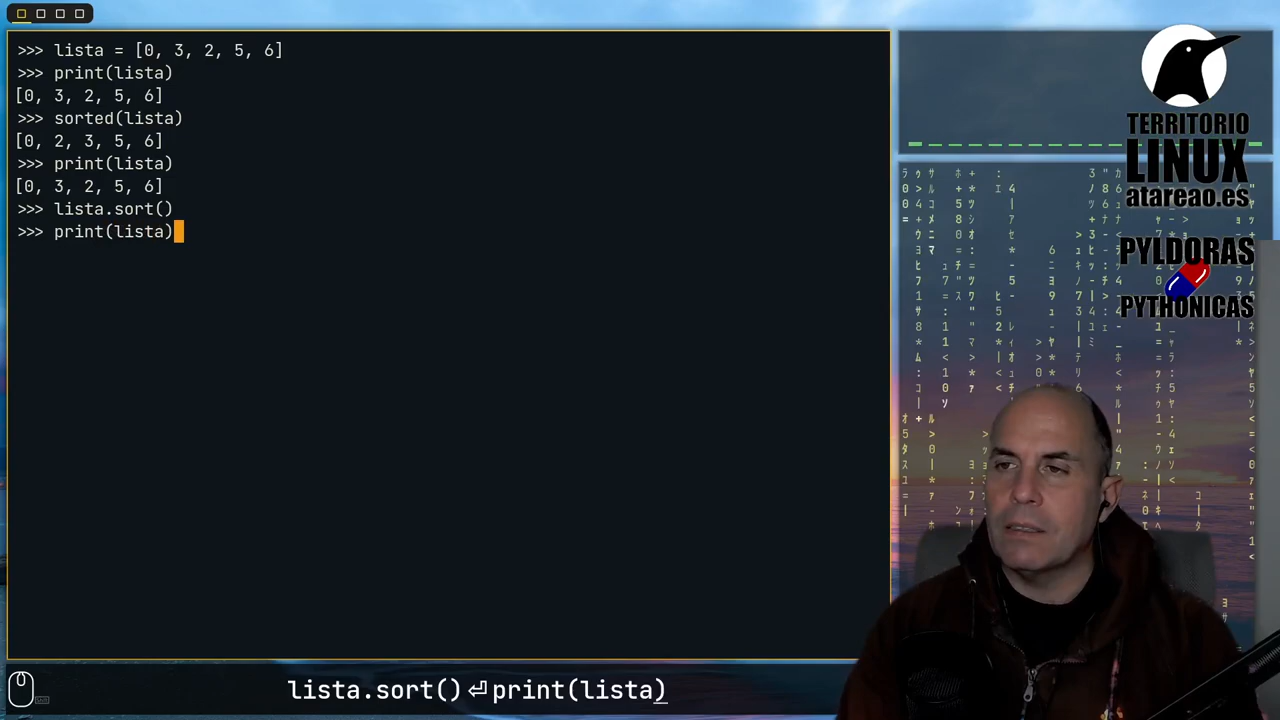 >>> lista = [0, 3, 2, 5, 6]
>>> print(lista)
[0, 3, 2, 5, 6]
>>> sorted(lista)
[0, 2, 3, 5, 6]
>>> print(lista)
[0, 3, 2, 5, 6]
>>> lista.sort()
>>> print(lista)
TERRITORIO
LINUX
atareao.es
PYLDORAS
PYTHONICAS
lista.sort() ⏎ print(lista)